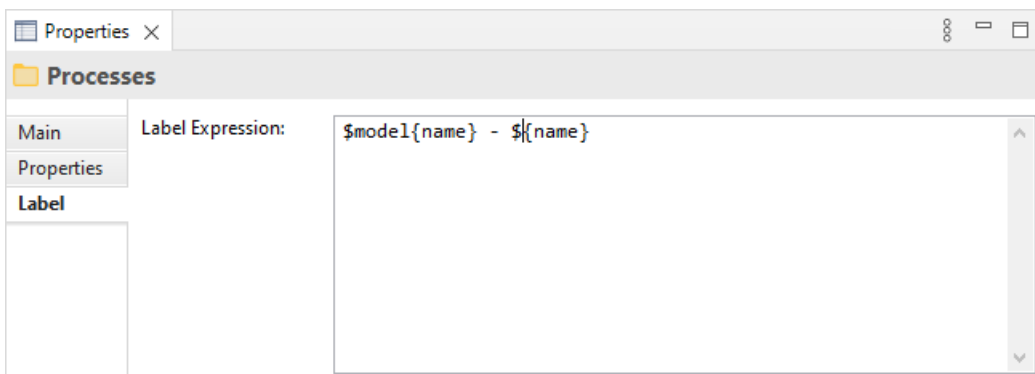 Properties
Processes
Main
Label Expression:
$model{name} - ${name}
Properties
Label